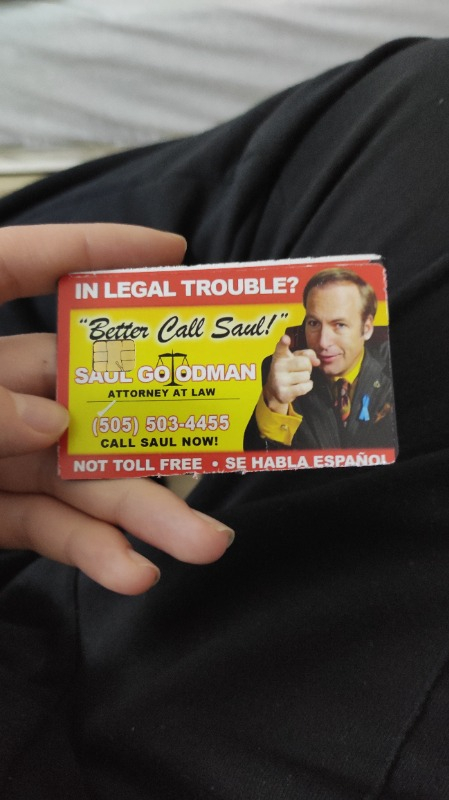 IN LEGAL TROUBLE?
"Better Call Saul!"
SAUL GOODMAN
ATTORNEY AT LAW
(505) 503-4455
CALL SAUL NOW!
NOT TOLL FREE • SE HABLA ESPAÑOL